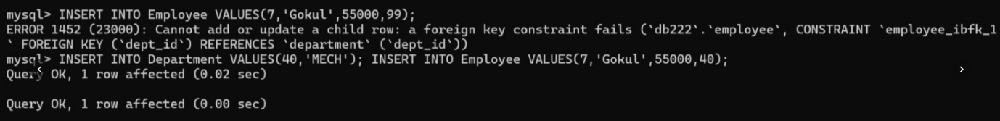 mysql> INSERT INTO Employee VALUES(7,'Gokul',55000,99);
ERROR 1452 (23000): Cannot add or update a child row: a foreign key constraint fails (`db222`.`employee`, CONSTRAINT `employee_ibfk_1
` FOREIGN KEY (`dept_id`) REFERENCES `department` (`dept_id`))
mysql> INSERT INTO Department VALUES(40,'MECH'); INSERT INTO Employee VALUES(7,'Gokul',55000,40);
Query OK, 1 row affected (0.02 sec)
Query OK, 1 row affected (0.00 sec)